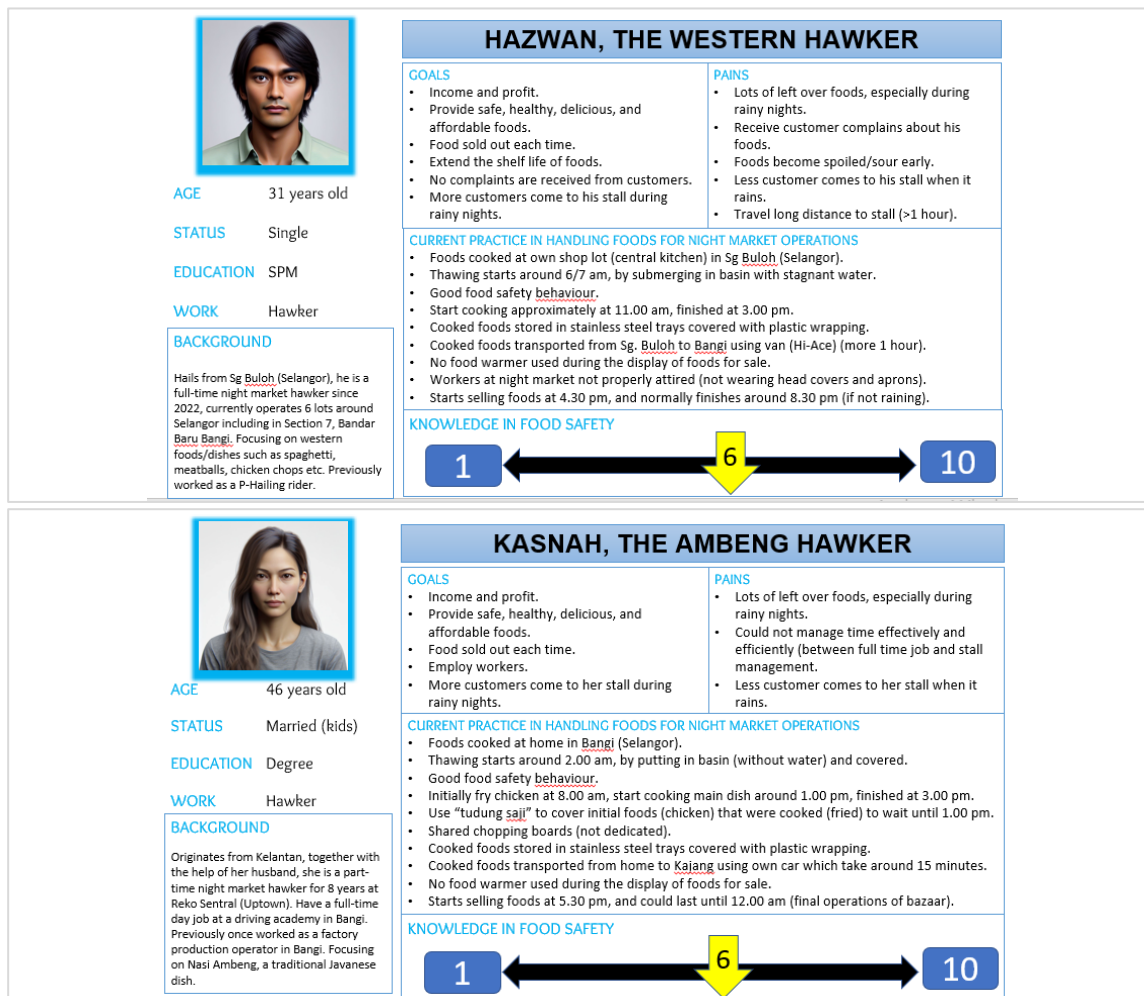 HAZWAN, THE WESTERN HAWKER
AGE 31 years old
STATUS Single
EDUCATION SPM
WORK Hawker
BACKGROUND
Hails from Sg Buloh (Selangor), he is a
full-time night market hawker since
2022, currently operates 6 lots around
Selangor including in Section 7, Bandar
Baru Bangi. Focusing on western
foods/dishes such as spaghetti,
meatballs, chicken chops etc. Previously
worked as a P-Hailing rider.
GOALS
• Income and profit.
• Provide safe, healthy, delicious, and
affordable foods.
• Food sold out each time.
• Extend the shelf life of foods.
• No complaints are received from customers.
• More customers come to his stall during
rainy nights.
PAINS
• Lots of left over foods, especially during
rainy nights.
• Receive customer complains about his
foods.
• Foods become spoiled/sour early.
• Less customer comes to his stall when it
rains.
• Travel long distance to stall (>1 hour).
CURRENT PRACTICE IN HANDLING FOODS FOR NIGHT MARKET OPERATIONS
• Foods cooked at own shop lot (central kitchen) in Sg Buloh (Selangor).
• Thawing starts around 6/7 am, by submerging in basin with stagnant water.
• Good food safety behaviour.
• Start cooking approximately at 11.00 am, finished at 3.00 pm.
• Cooked foods stored in stainless steel trays covered with plastic wrapping.
• Cooked foods transported from Sg. Buloh to Bangi using van (Hi-Ace) (more 1 hour).
• No food warmer used during the display of foods for sale.
• Workers at night market not properly attired (not wearing head covers and aprons).
• Starts selling foods at 4.30 pm, and normally finishes around 8.30 pm (if not raining).
KNOWLEDGE IN FOOD SAFETY
1 6 10
KASNAH, THE AMBENG HAWKER
AGE 46 years old
STATUS Married (kids)
EDUCATION Degree
WORK Hawker
BACKGROUND
Originates from Kelantan, together with
the help of her husband, she is a part-
time night market hawker for 8 years at
Reko Sentral (Uptown). Have a full-time
day job at a driving academy in Bangi.
Previously once worked as a factory
production operator in Bangi. Focusing
on Nasi Ambeng, a traditional Javanese
dish.
GOALS
• Income and profit.
• Provide safe, healthy, delicious, and
affordable foods.
• Food sold out each time.
• Employ workers.
• More customers come to her stall during
rainy nights.
PAINS
• Lots of left over foods, especially during
rainy nights.
• Could not manage time effectively and
efficiently (between full time job and stall
management.
• Less customer comes to her stall when it
rains.
CURRENT PRACTICE IN HANDLING FOODS FOR NIGHT MARKET OPERATIONS
• Foods cooked at home in Bangi (Selangor).
• Thawing starts around 2.00 am, by putting in basin (without water) and covered.
• Good food safety behaviour.
• Initially fry chicken at 8.00 am, start cooking main dish around 1.00 pm, finished at 3.00 pm.
• Use “tudung saji” to cover initial foods (chicken) that were cooked (fried) to wait until 1.00 pm.
• Shared chopping boards (not dedicated).
• Cooked foods stored in stainless steel trays covered with plastic wrapping.
• Cooked foods transported from home to Kajang using own car which take around 15 minutes.
• No food warmer used during the display of foods for sale.
• Starts selling foods at 5.30 pm, and could last until 12.00 am (final operations of bazaar).
KNOWLEDGE IN FOOD SAFETY
1 6 10